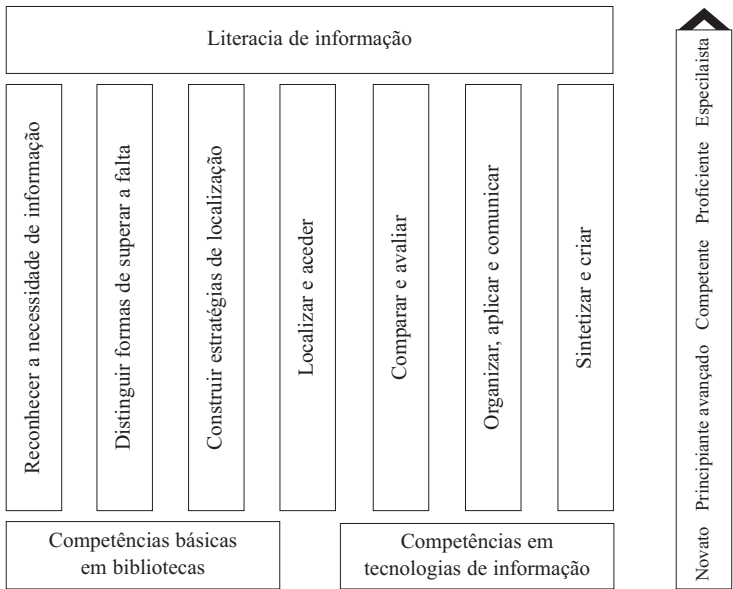 Literacia de informação
Reconhecer a necessidade de informação
Distinguir formas de superar a falta
Construir estratégias de localização
Localizar e aceder
Comparar e avaliar
Organizar, aplicar e comunicar
Sintetizar e criar
Competências básicas
em bibliotecas
Competências em
tecnologias de informação
Novato Principiante avançado Competente Proficiente Especilaista